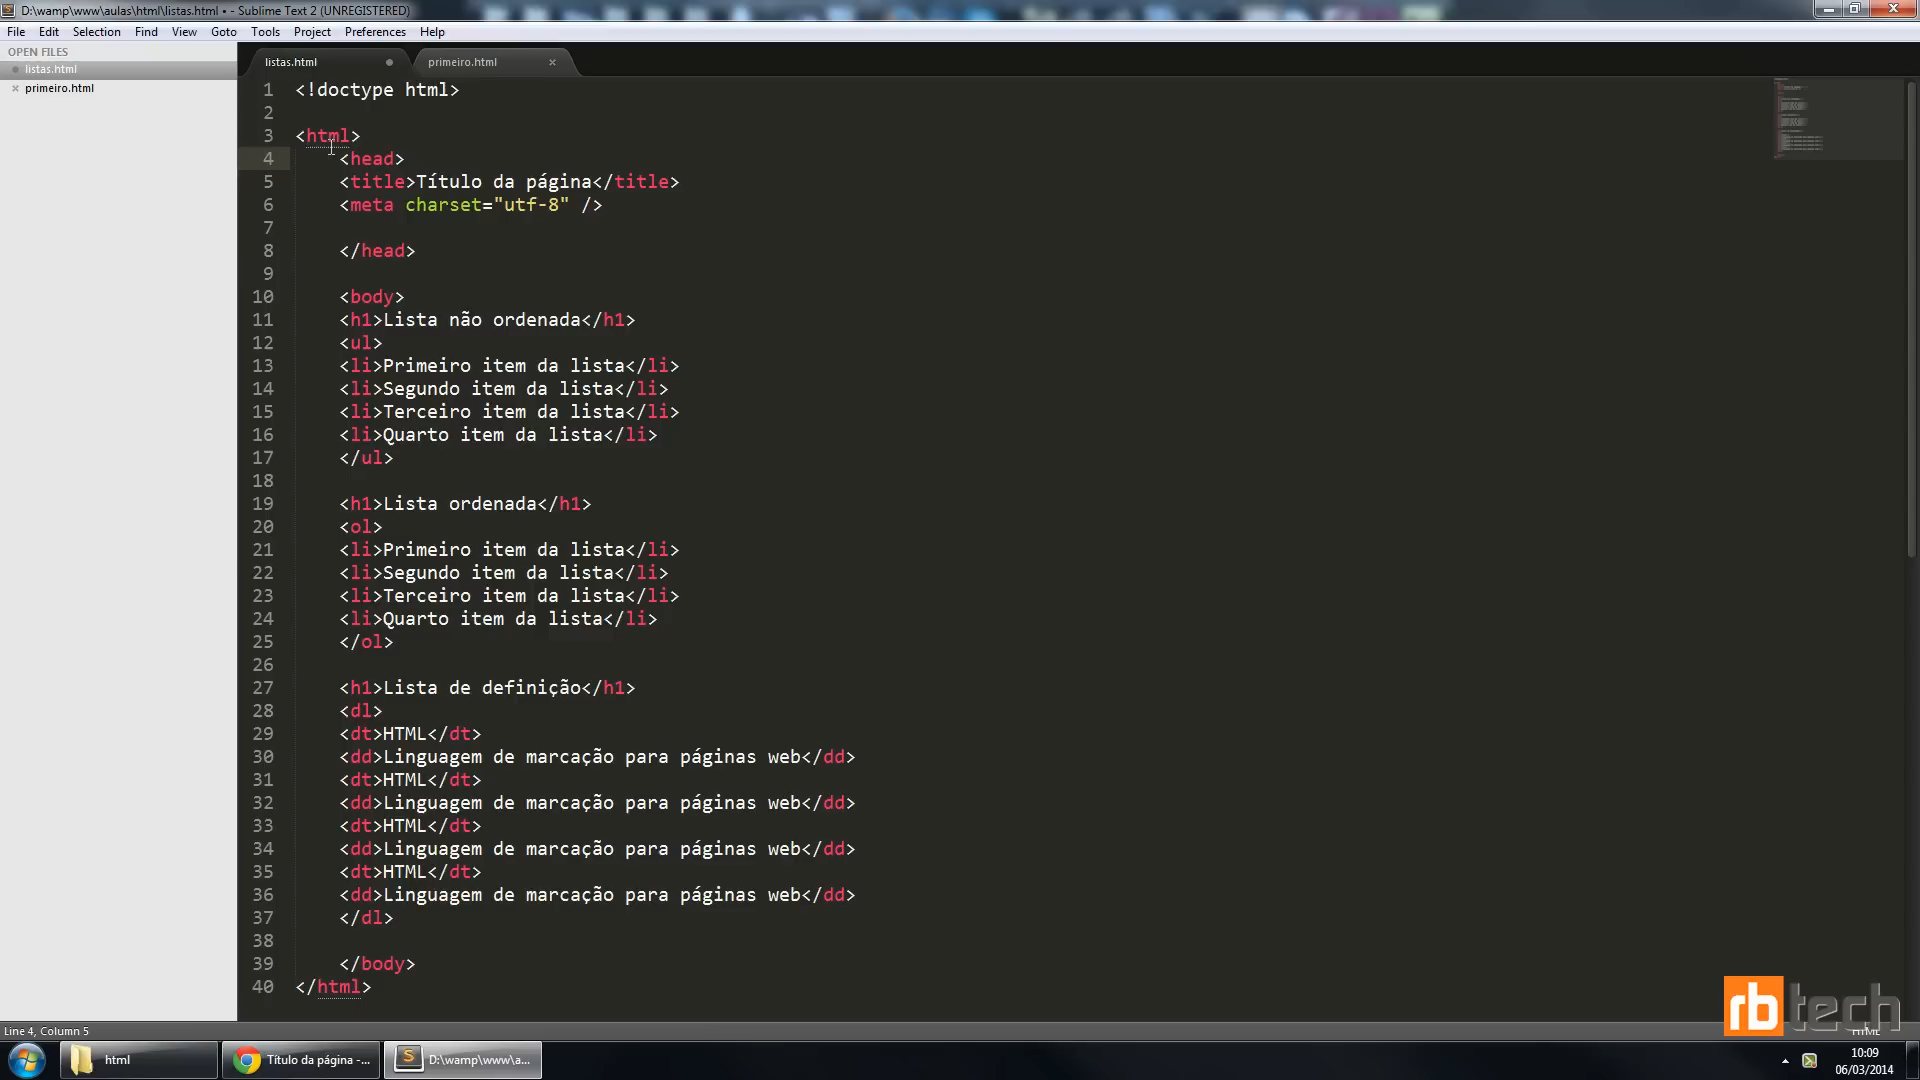 D:\wamp\www\aulas\html\listas.html • - Sublime Text 2 (UNREGISTERED)
File Edit Selection Find View Goto Tools Project Preferences Help
OPEN FILES
listas.html
primeiro.html
listas.html primeiro.html
1 <!doctype html>
2
3 <html>
4 <head>
5 <title>Título da página</title>
6 <meta charset="utf-8" />
7
8 </head>
9
10 <body>
11 <h1>Lista não ordenada</h1>
12 <ul>
13 <li>Primeiro item da lista</li>
14 <li>Segundo item da lista</li>
15 <li>Terceiro item da lista</li>
16 <li>Quarto item da lista</li>
17 </ul>
18
19 <h1>Lista ordenada</h1>
20 <ol>
21 <li>Primeiro item da lista</li>
22 <li>Segundo item da lista</li>
23 <li>Terceiro item da lista</li>
24 <li>Quarto item da lista</li>
25 </ol>
26
27 <h1>Lista de definição</h1>
28 <dl>
29 <dt>HTML</dt>
30 <dd>Linguagem de marcação para páginas web</dd>
31 <dt>HTML</dt>
32 <dd>Linguagem de marcação para páginas web</dd>
33 <dt>HTML</dt>
34 <dd>Linguagem de marcação para páginas web</dd>
35 <dt>HTML</dt>
36 <dd>Linguagem de marcação para páginas web</dd>
37 </dl>
38
39 </body>
40 </html>
rbtech
Line 4, Column 5 HTML
html Título da página -... D:\wamp\www\a...
10:09
06/03/2014